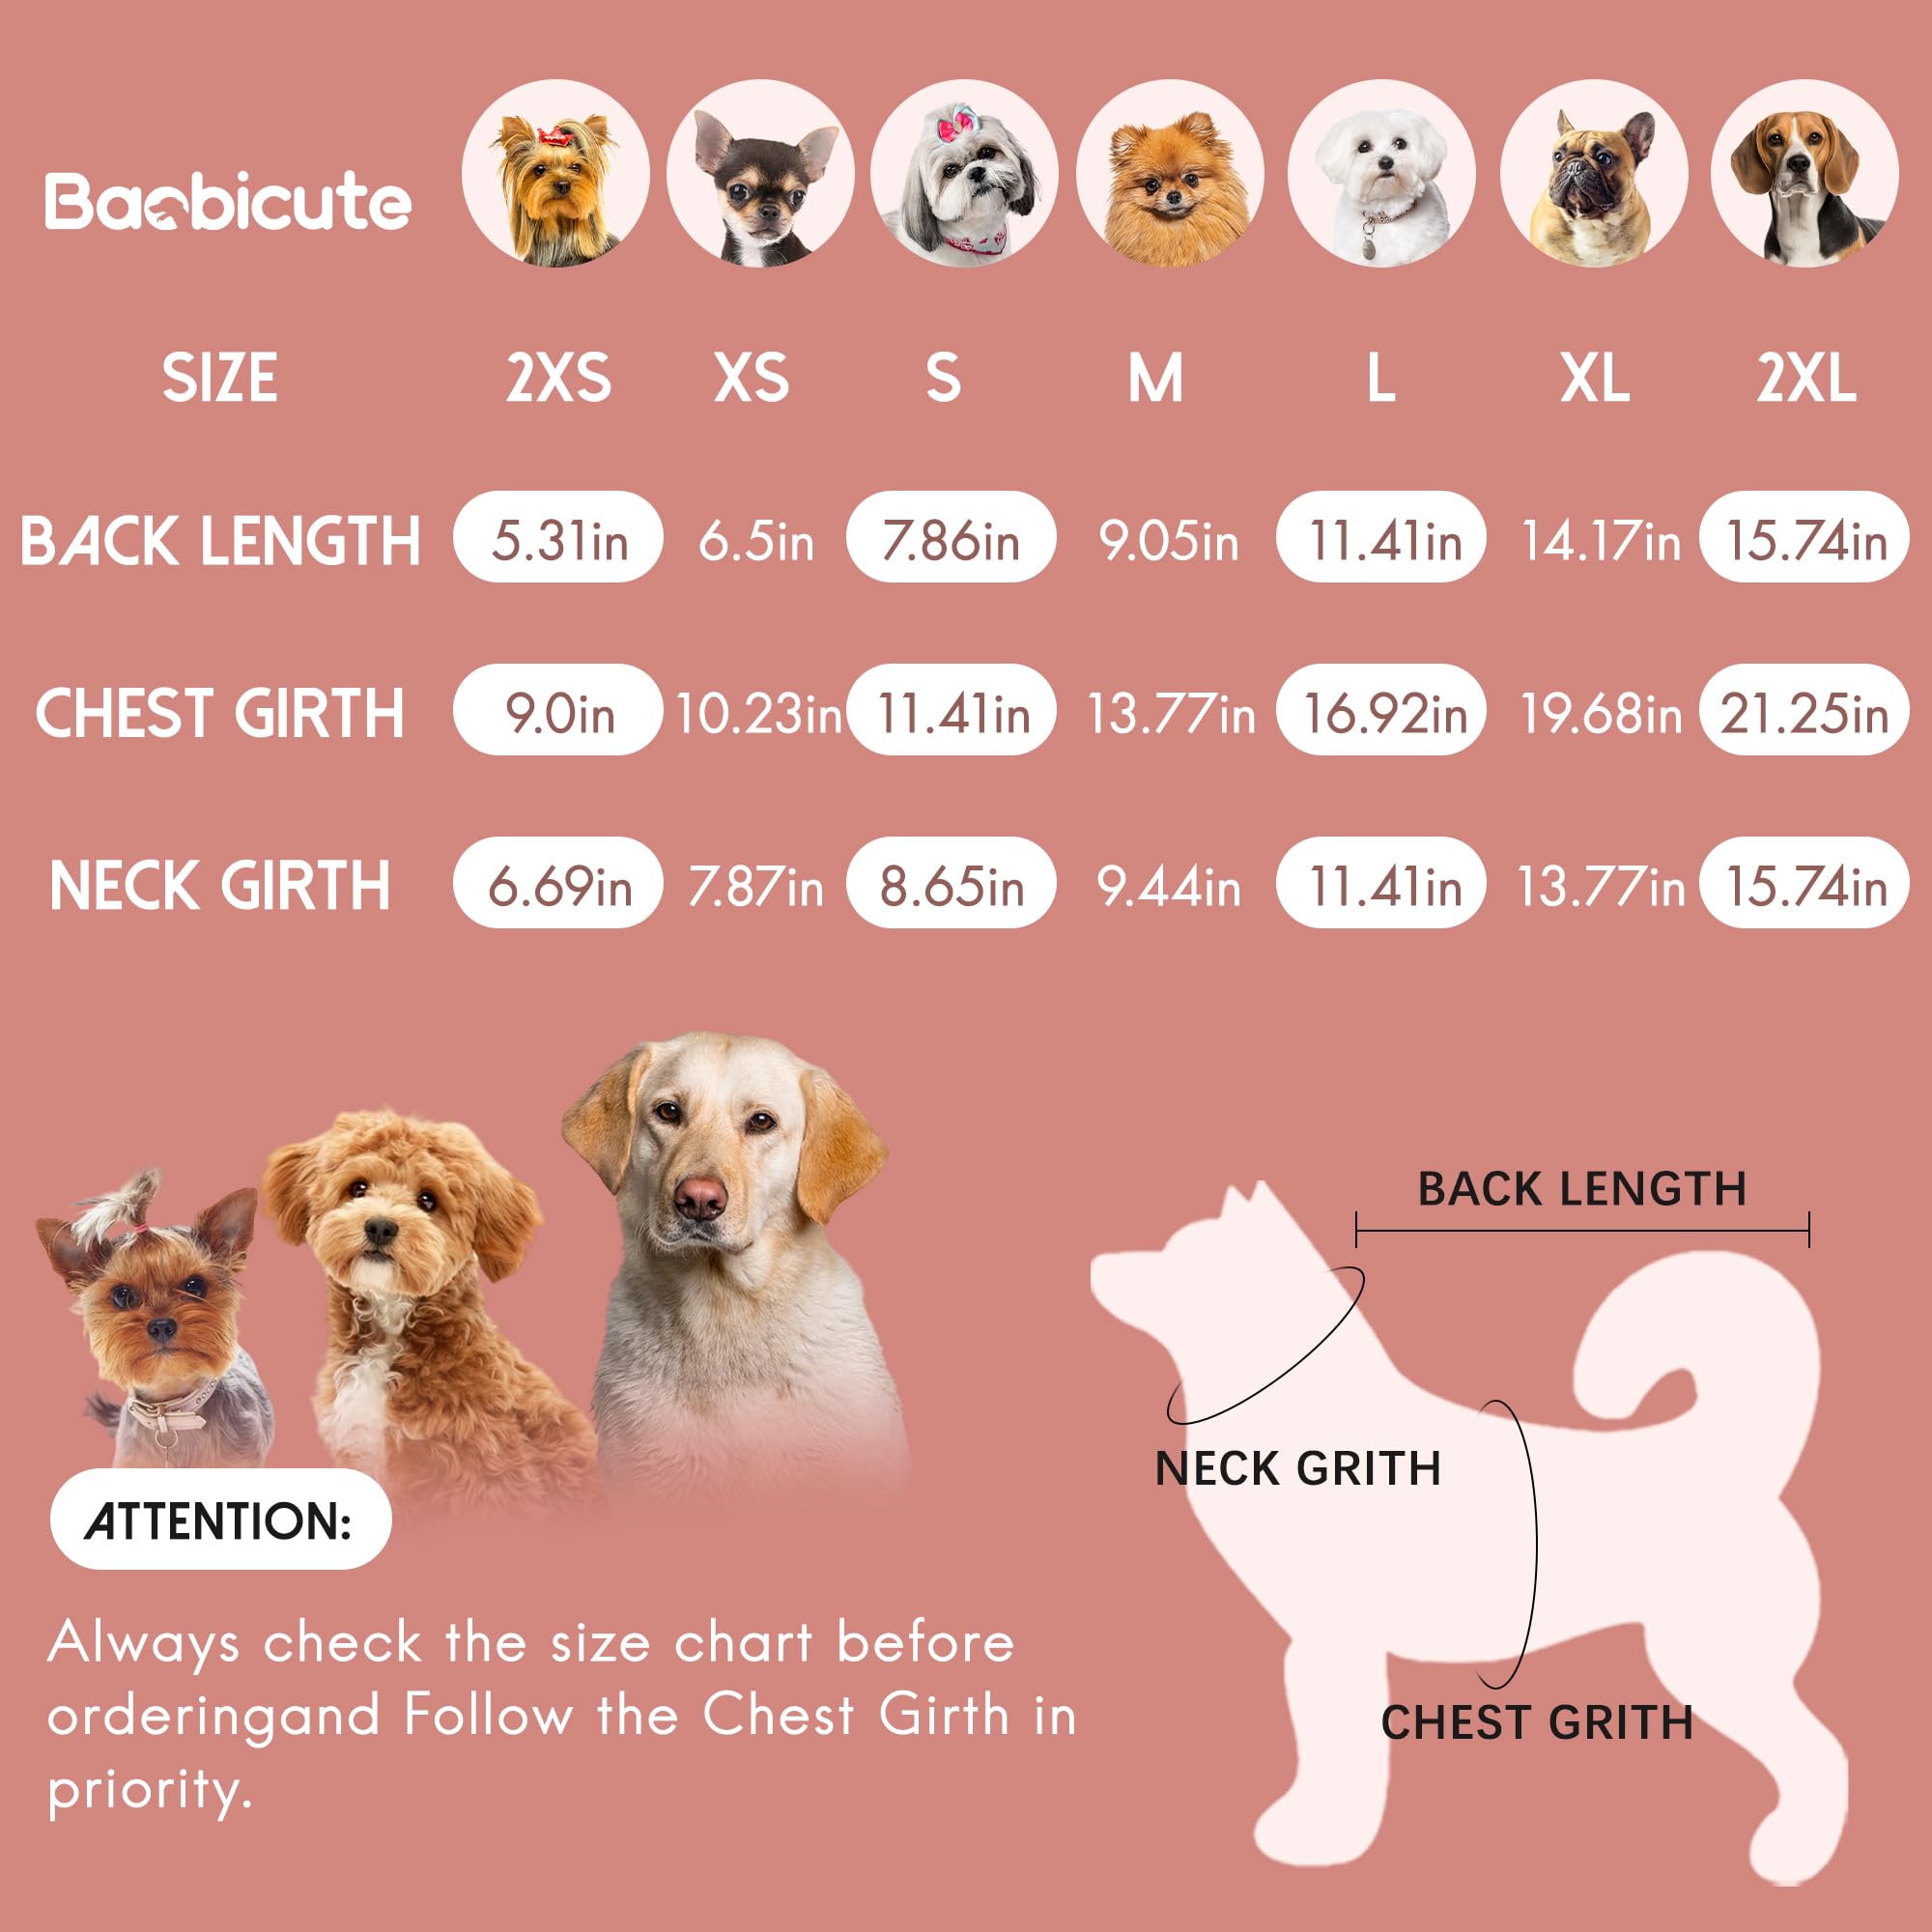 Baobicute
SIZE 2XS XS S M L XL 2XL
BACK LENGTH 5.31in 6.5in 7.86in 9.05in 11.41in 14.17in 15.74in
CHEST GIRTH 9.0in 10.23in 11.41in 13.77in 16.92in 19.68in 21.25in
NECK GIRTH 6.69in 7.87in 8.65in 9.44in 11.41in 13.77in 15.74in
BACK LENGTH
NECK GRITH
CHEST GRITH
ATTENTION:
Always check the size chart before
orderingand Follow the Chest Girth in
priority.